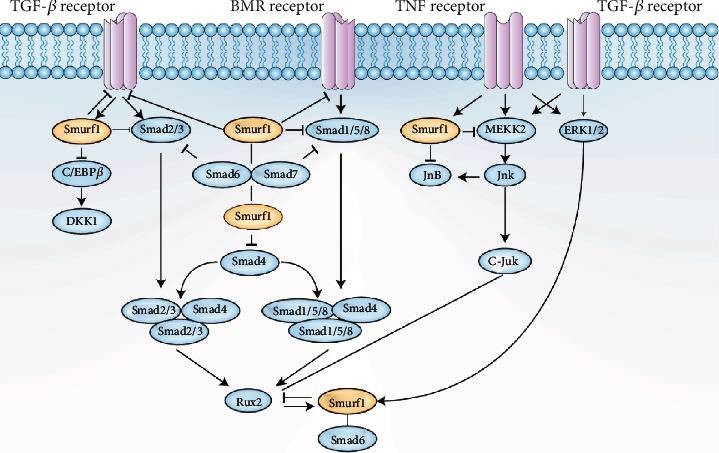 TGF-β receptor
BMR receptor
TNF receptor
TGF-β receptor
Smurf1
Smad2/3
Smurf1
Smad1/5/8
Smurf1
MEKK2
ERK1/2
C/EBPβ
Smad6
Smad7
JnB
Jnk
DKK1
Smurf1
Smad4
C-Juk
Smad2/3
Smad4
Smad2/3
Smad1/5/8
Smad4
Smad1/5/8
Rux2
Smurf1
Smad6